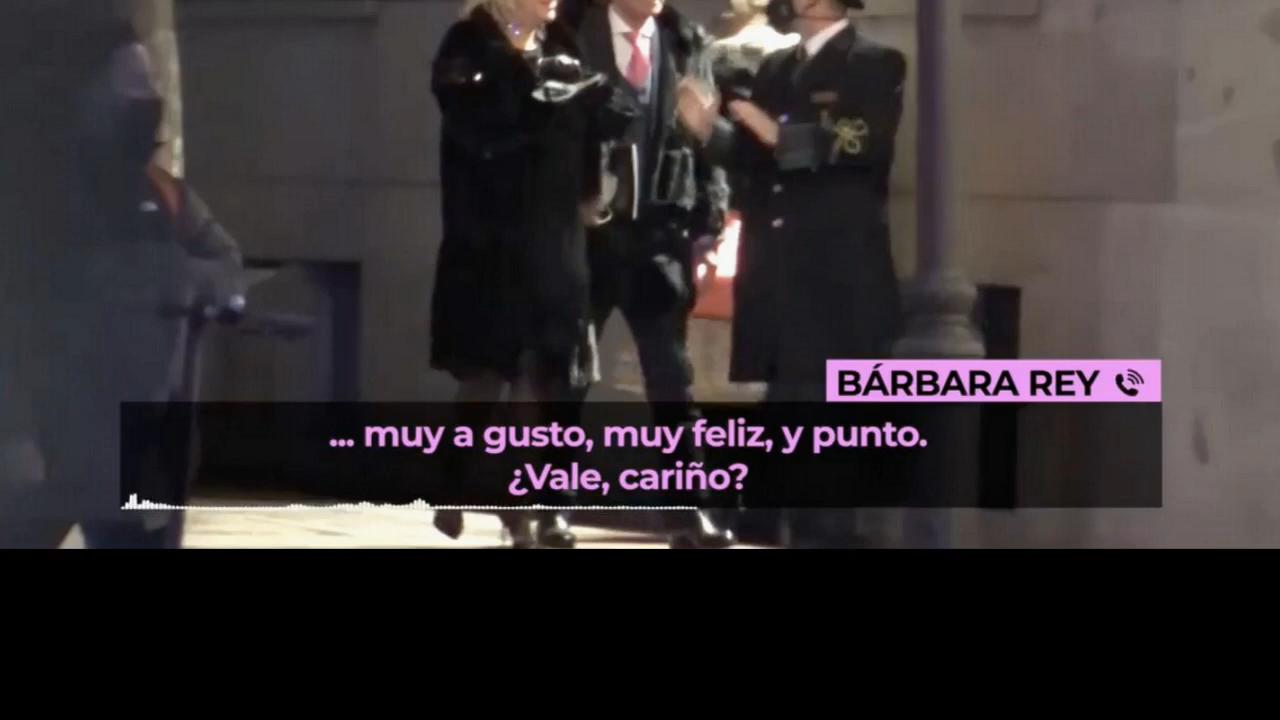 BÁRBARA REY
... muy a gusto, muy feliz, y punto.
¿Vale, cariño?